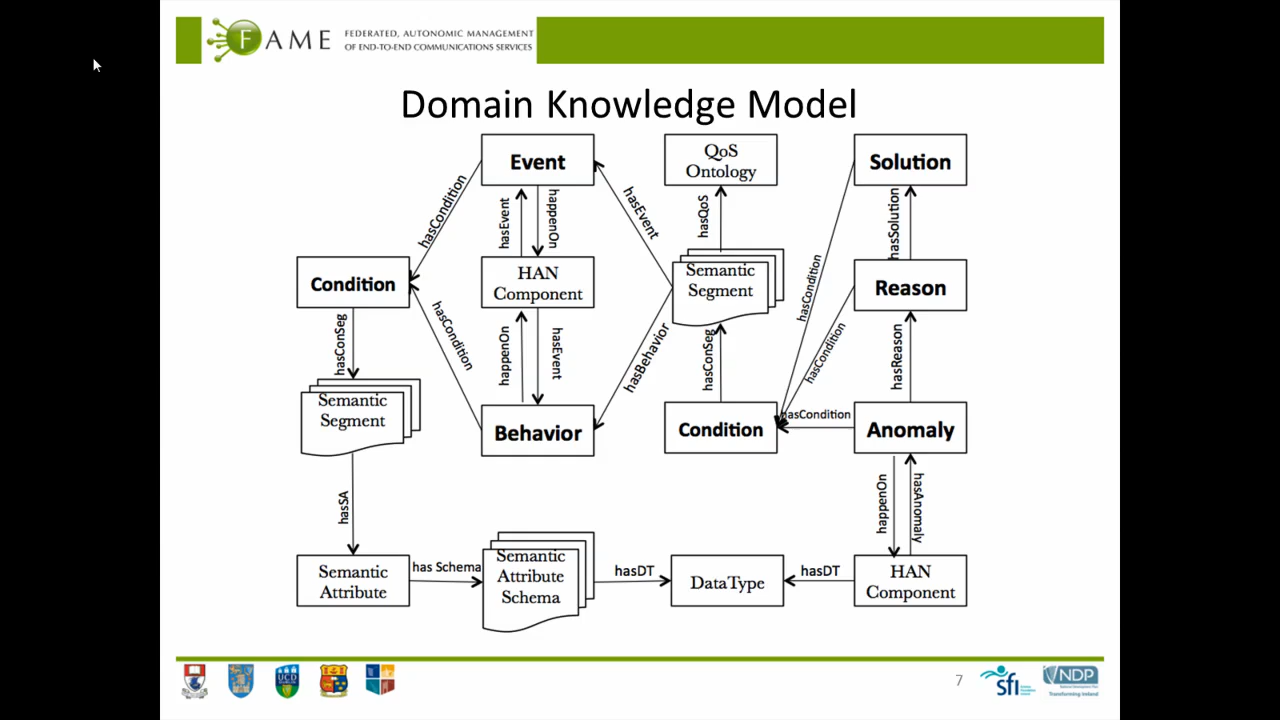 FAME
FEDERATED, AUTONOMIC MANAGEMENT
OF END-TO-END COMMUNICATIONS SERVICES
Domain Knowledge Model
Event
QoS
Ontology
Solution
hasCondition
hasEvent
happenOn
hasEvent
hasQoS
hasCondition
hasSolution
Condition
HAN
Component
Semantic
Segment
Reason
hasConSeg
hasCondition
happenOn
hasEvent
hasBehavior
hasConSeg
hasCondition
hasReason
Semantic
Segment
Behavior
Condition
hasCondition
Anomaly
hasSA
happenOn
hasAnomaly
Semantic
Attribute
has Schema
Semantic
Attribute
Schema
hasDT
DataType
hasDT
HAN
Component
UCD
7
sfi
NDP
Transforming Ireland